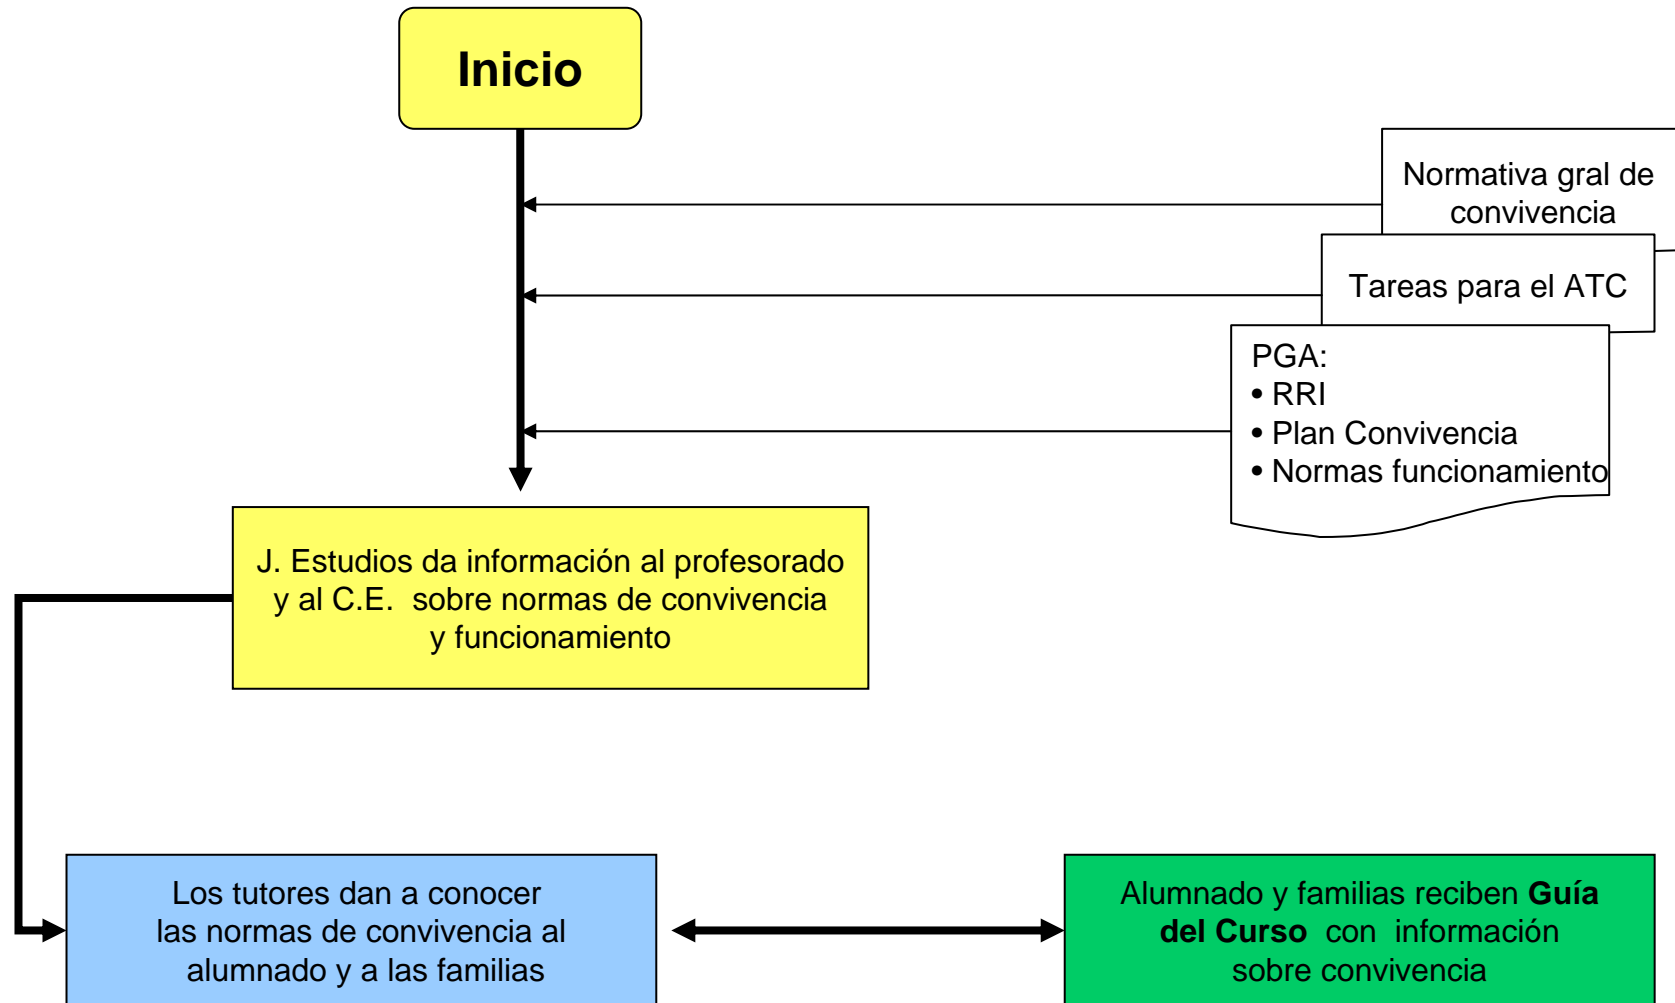 Inicio
Normativa gral de
convivencia
Tareas para el ATC
PGA:
• RRI
• Plan Convivencia
• Normas funcionamiento
J. Estudios da información al profesorado
y al C.E. sobre normas de convivencia
y funcionamiento
Los tutores dan a conocer
las normas de convivencia al
alumnado y a las familias
Alumnado y familias reciben Guía
del Curso con información
sobre convivencia